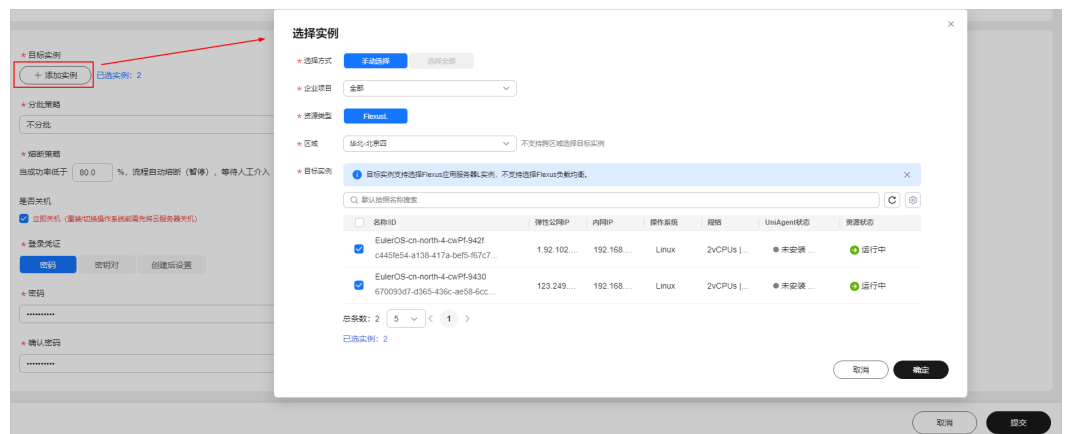 * 目标实例
+ 添加实例 已选实例：2
* 分批策略
不分批
* 熔断策略
当成功率低于 80.0 %，流程自动熔断（暂停），等待人工介入
是否关机
立即关机（重装/切换操作系统前需先将云服务器关机）
* 登录凭证
密码 密钥对 创建后设置
* 密码
••••••••••
* 确认密码
••••••••••
选择实例
* 选择方式 手动选择 选择全部
* 企业项目 全部
* 资源类型 FlexusL
* 区域 华北-北京四 不支持跨区域选择目标实例
* 目标实例 目标实例支持选择Flexus应用服务器L实例，不支持选择Flexus负载均衡。
默认按照名称搜索
名称/ID 弹性公网IP 内网IP 操作系统 规格 UniAgent状态 资源状态
EulerOS-cn-north-4-cwPf-942f
c445fe54-a138-417a-bef5-f67c7... 1.92.102.... 192.168.... Linux 2vCPUs |... 未安装 ... 运行中
EulerOS-cn-north-4-cwPf-9430
670093d7-d365-436c-ae58-6cc... 123.249.... 192.168.... Linux 2vCPUs |... 未安装 ... 运行中
总条数：2 5 < 1 >
已选实例：2
取消 确定
取消 提交